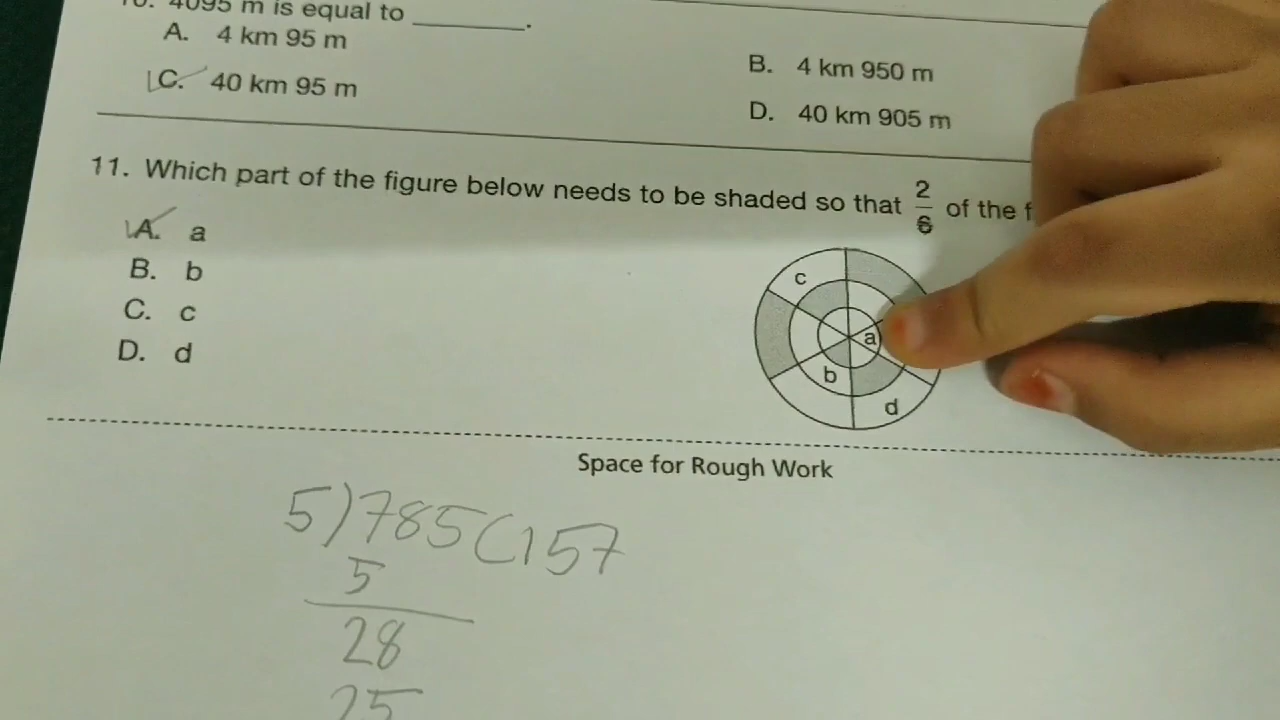 10. 4095 m is equal to ______.
A. 4 km 95 m
B. 4 km 950 m
C. 40 km 95 m
D. 40 km 905 m
11. Which part of the figure below needs to be shaded so that 2/6 of the
A. a
B. b
C. c
D. d
c
a
b
d
Space for Rough Work
5)785(157
5
28
25